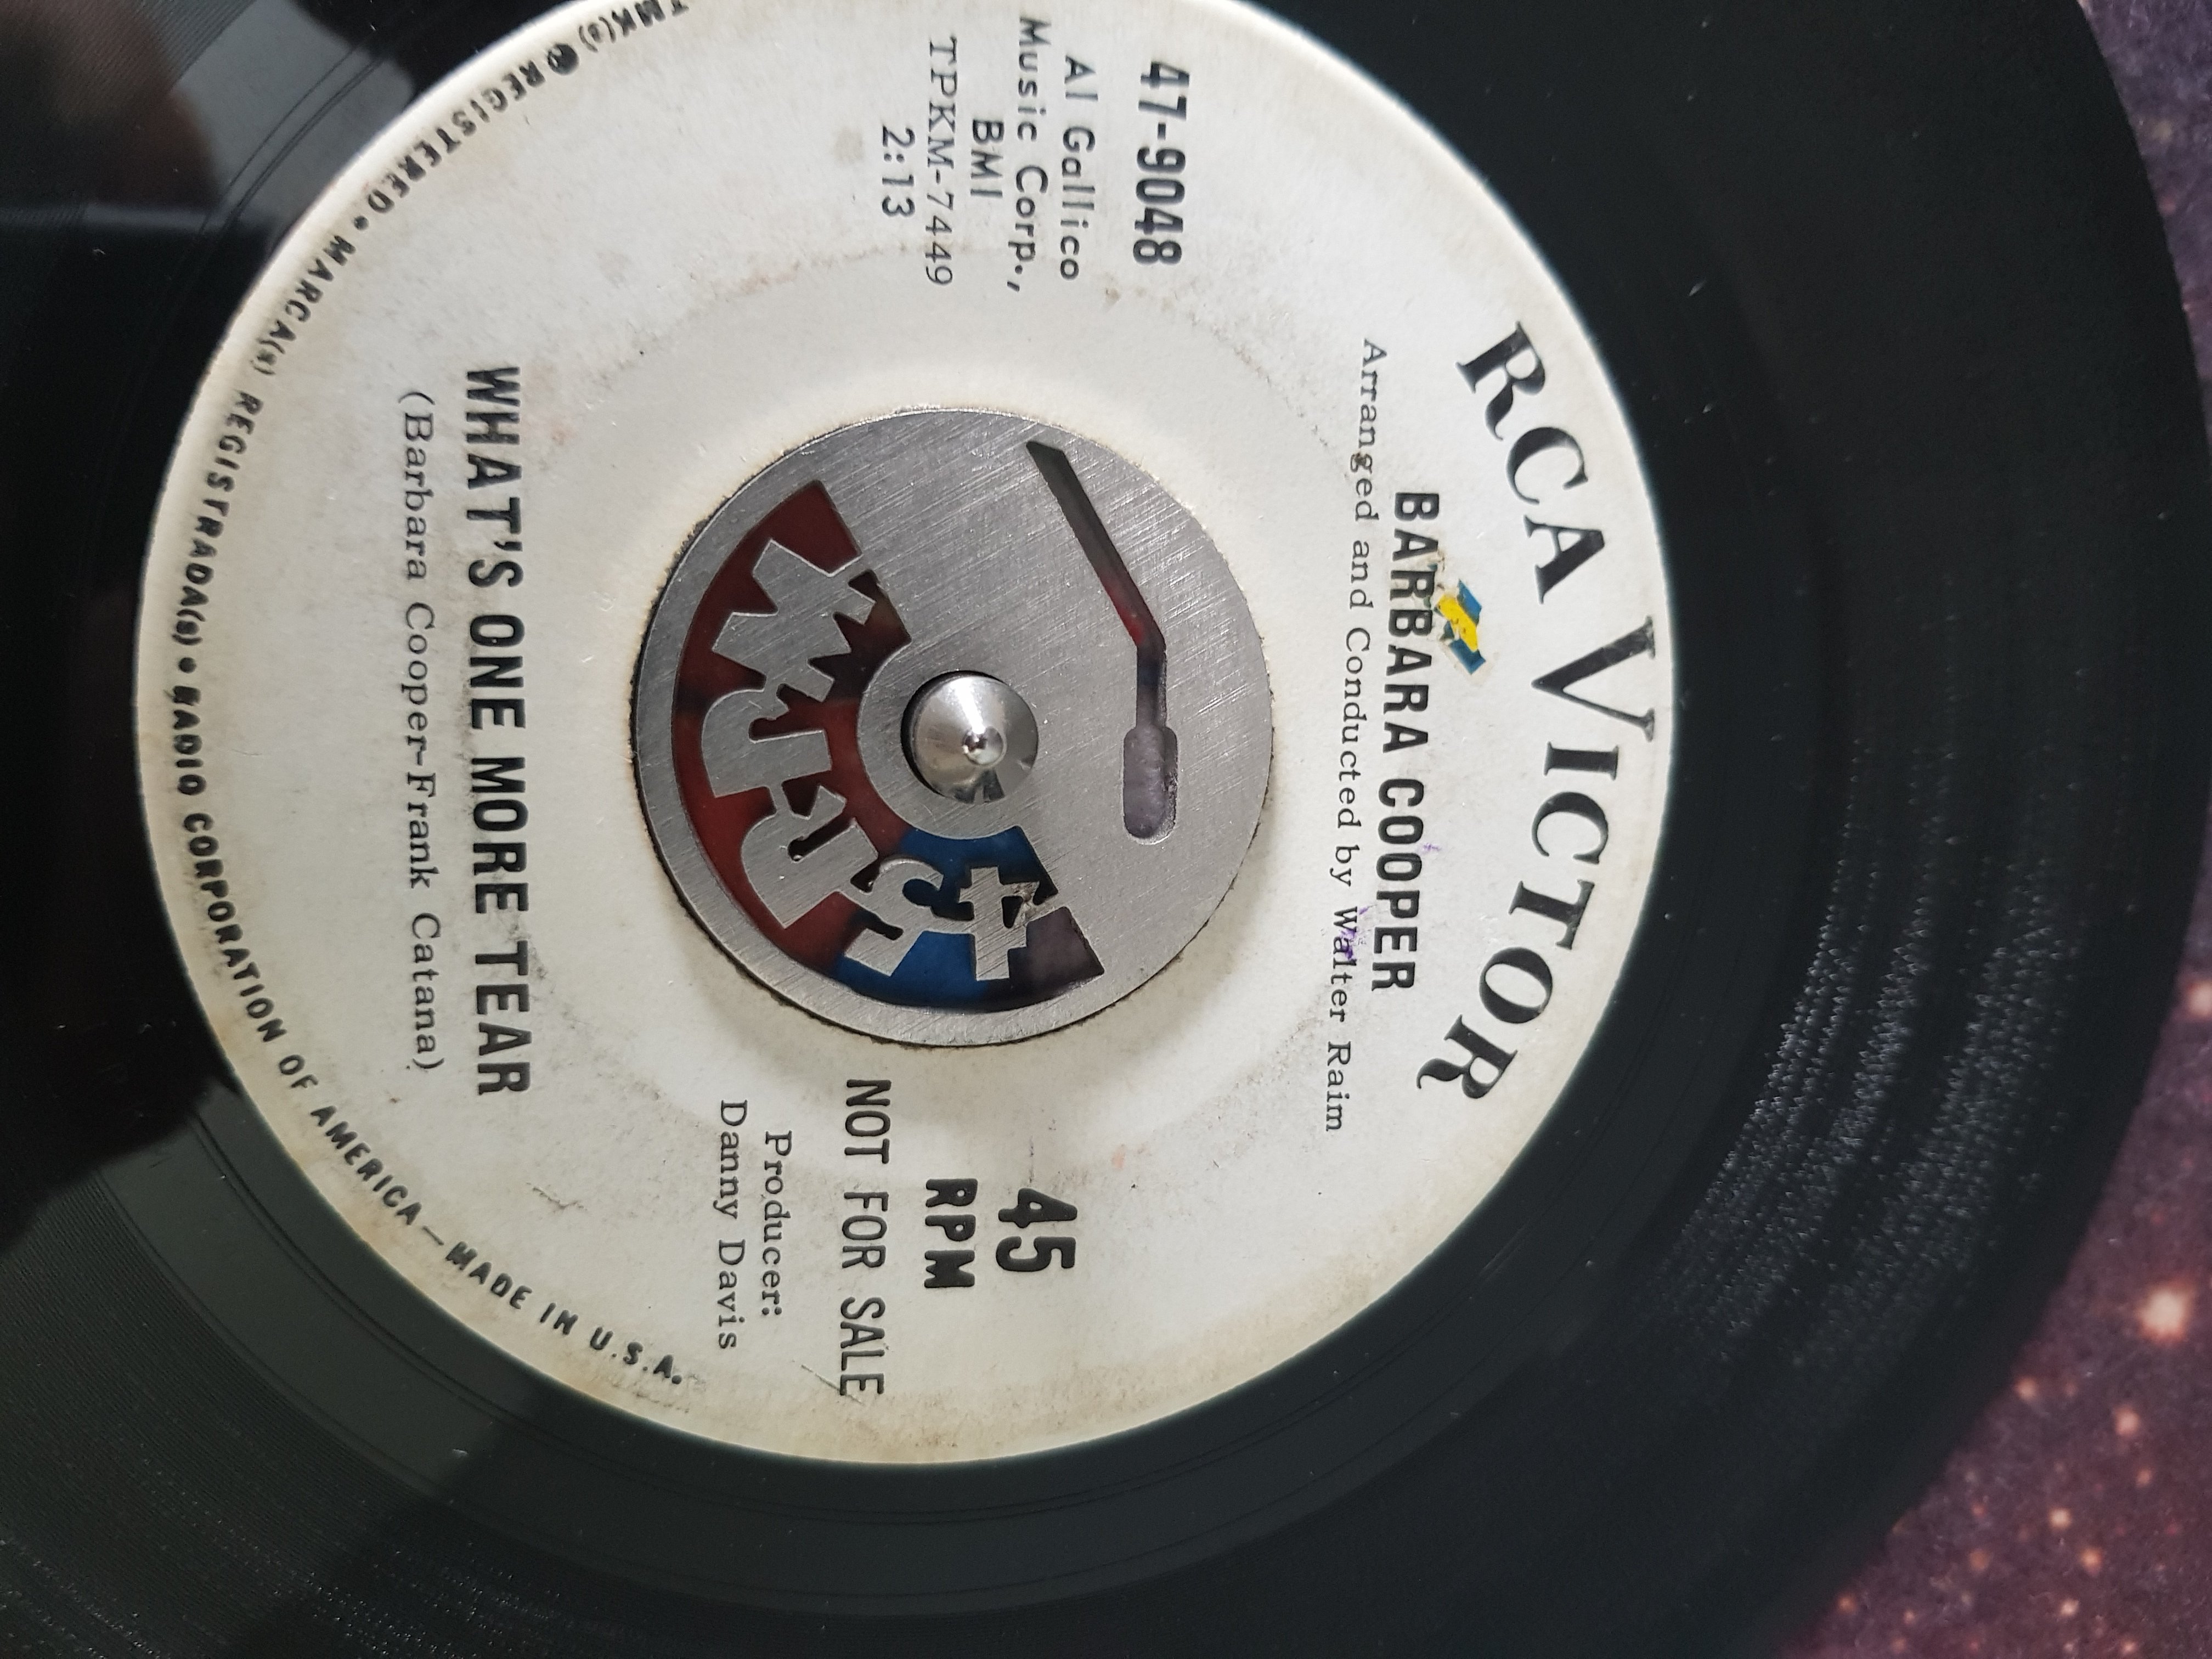 RCA VICTOR
BARBARA COOPER
Arranged and Conducted by Walter Raim
47-9048
Al Gallico
Music Corp.,
BMI
TPKM-7449
2:13
45
RPM
NOT FOR SALE
Producer:
Danny Davis
WHAT'S ONE MORE TEAR
(Barbara Cooper-Frank Catana)
TMK(s) ® REGISTERED • MARCA(s) REGISTRADA(s) • RADIO CORPORATION OF AMERICA—MADE IN U.S.A.